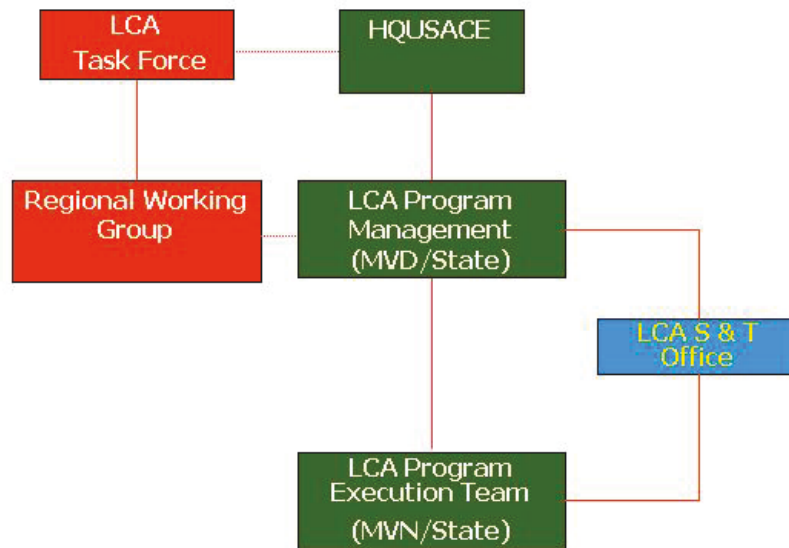 LCA
Task Force
HQUSACE
Regional Working
Group
LCA Program
Management
(MVD/State)
LCA S & T
Office
LCA Program
Execution Team
(MVN/State)